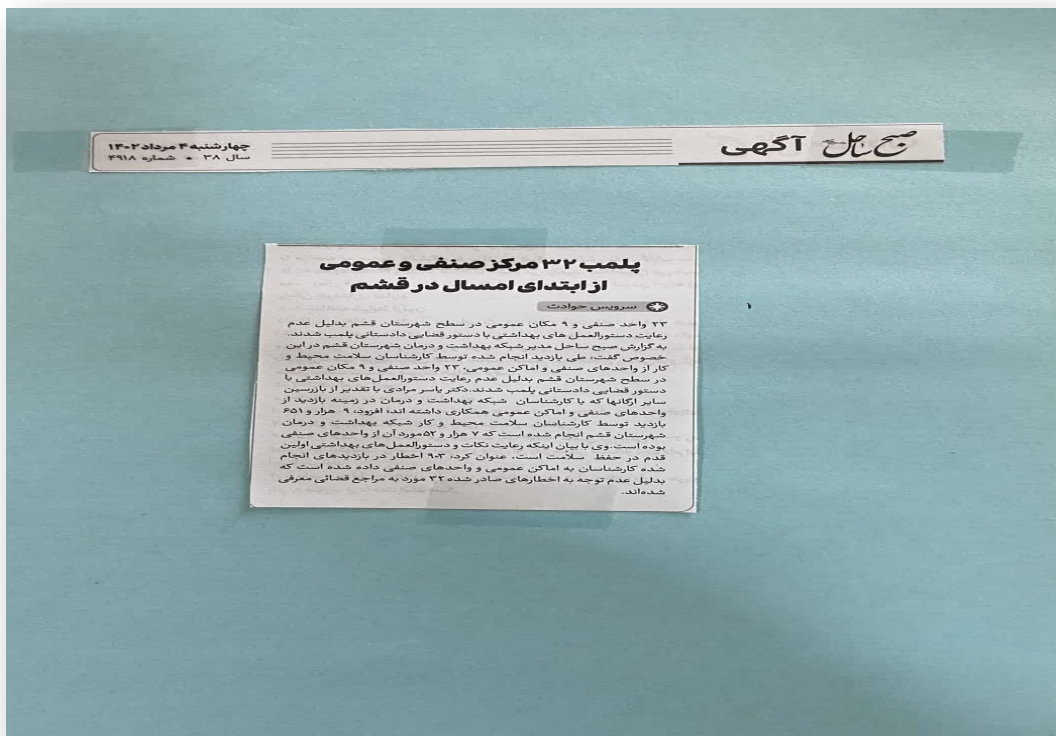 صبح ساحل آگهی
چهارشنبه ۴ مرداد ۱۴۰۲
سال ۳۸ • شماره ۴۹۱۸
پلمب ۳۲ مرکز صنفی و عمومی
از ابتدای امسال در قشم
سرویس حوادث
۲۳ واحد صنفی و ۹ مکان عمومی در سطح شهرستان قشم بدلیل عدم
رعایت دستورالعمل های بهداشتی با دستور قضایی دادستانی پلمب شدند.
به گزارش صبح ساحل مدیر شبکه بهداشت و درمان شهرستان قشم در این
خصوص گفت: طی بازدید انجام شده توسط کارشناسان سلامت محیط و
کار از واحدهای صنفی و اماکن عمومی، ۲۳ واحد صنفی و ۹ مکان عمومی
در سطح شهرستان قشم بدلیل عدم رعایت دستورالعمل‌های بهداشتی با
دستور قضایی دادستانی پلمب شدند.دکتر یاسر مرادی با تقدیر از بازرسین
سایر ارگانها که با کارشناسان شبکه بهداشت و درمان در زمینه بازدید از
واحدهای صنفی و اماکن عمومی همکاری داشته اند، افزود: ۹ هزار و ۶۵۱
بازدید توسط کارشناسان سلامت محیط و کار شبکه بهداشت و درمان
شهرستان قشم انجام شده است که ۷ هزار و ۵۲مورد آن از واحدهای صنفی
بوده است.وی با بیان اینکه رعایت نکات و دستورالعمل‌های بهداشتی اولین
قدم در حفظ سلامت است، عنوان کرد: ۹۰۳ اخطار در بازدیدهای انجام
شده کارشناسان به اماکن عمومی و واحدهای صنفی داده شده است که
بدلیل عدم توجه به اخطارهای صادر شده ۳۲ مورد به مراجع قضائی معرفی
شده‌اند.